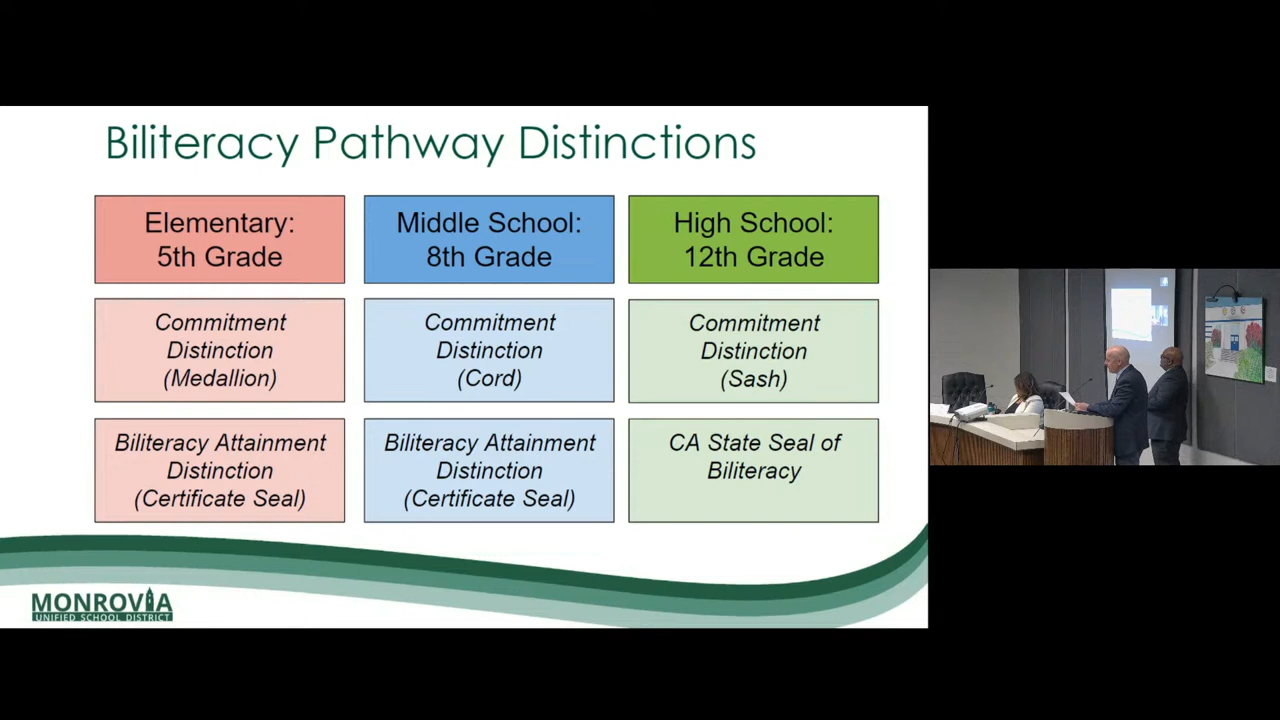 Biliteracy Pathway Distinctions
Elementary:
5th Grade
Middle School:
8th Grade
High School:
12th Grade
Commitment
Distinction
(Medallion)
Commitment
Distinction
(Cord)
Commitment
Distinction
(Sash)
Biliteracy Attainment
Distinction
(Certificate Seal)
Biliteracy Attainment
Distinction
(Certificate Seal)
CA State Seal of
Biliteracy
MONROVIA
UNIFIED SCHOOL DISTRICT